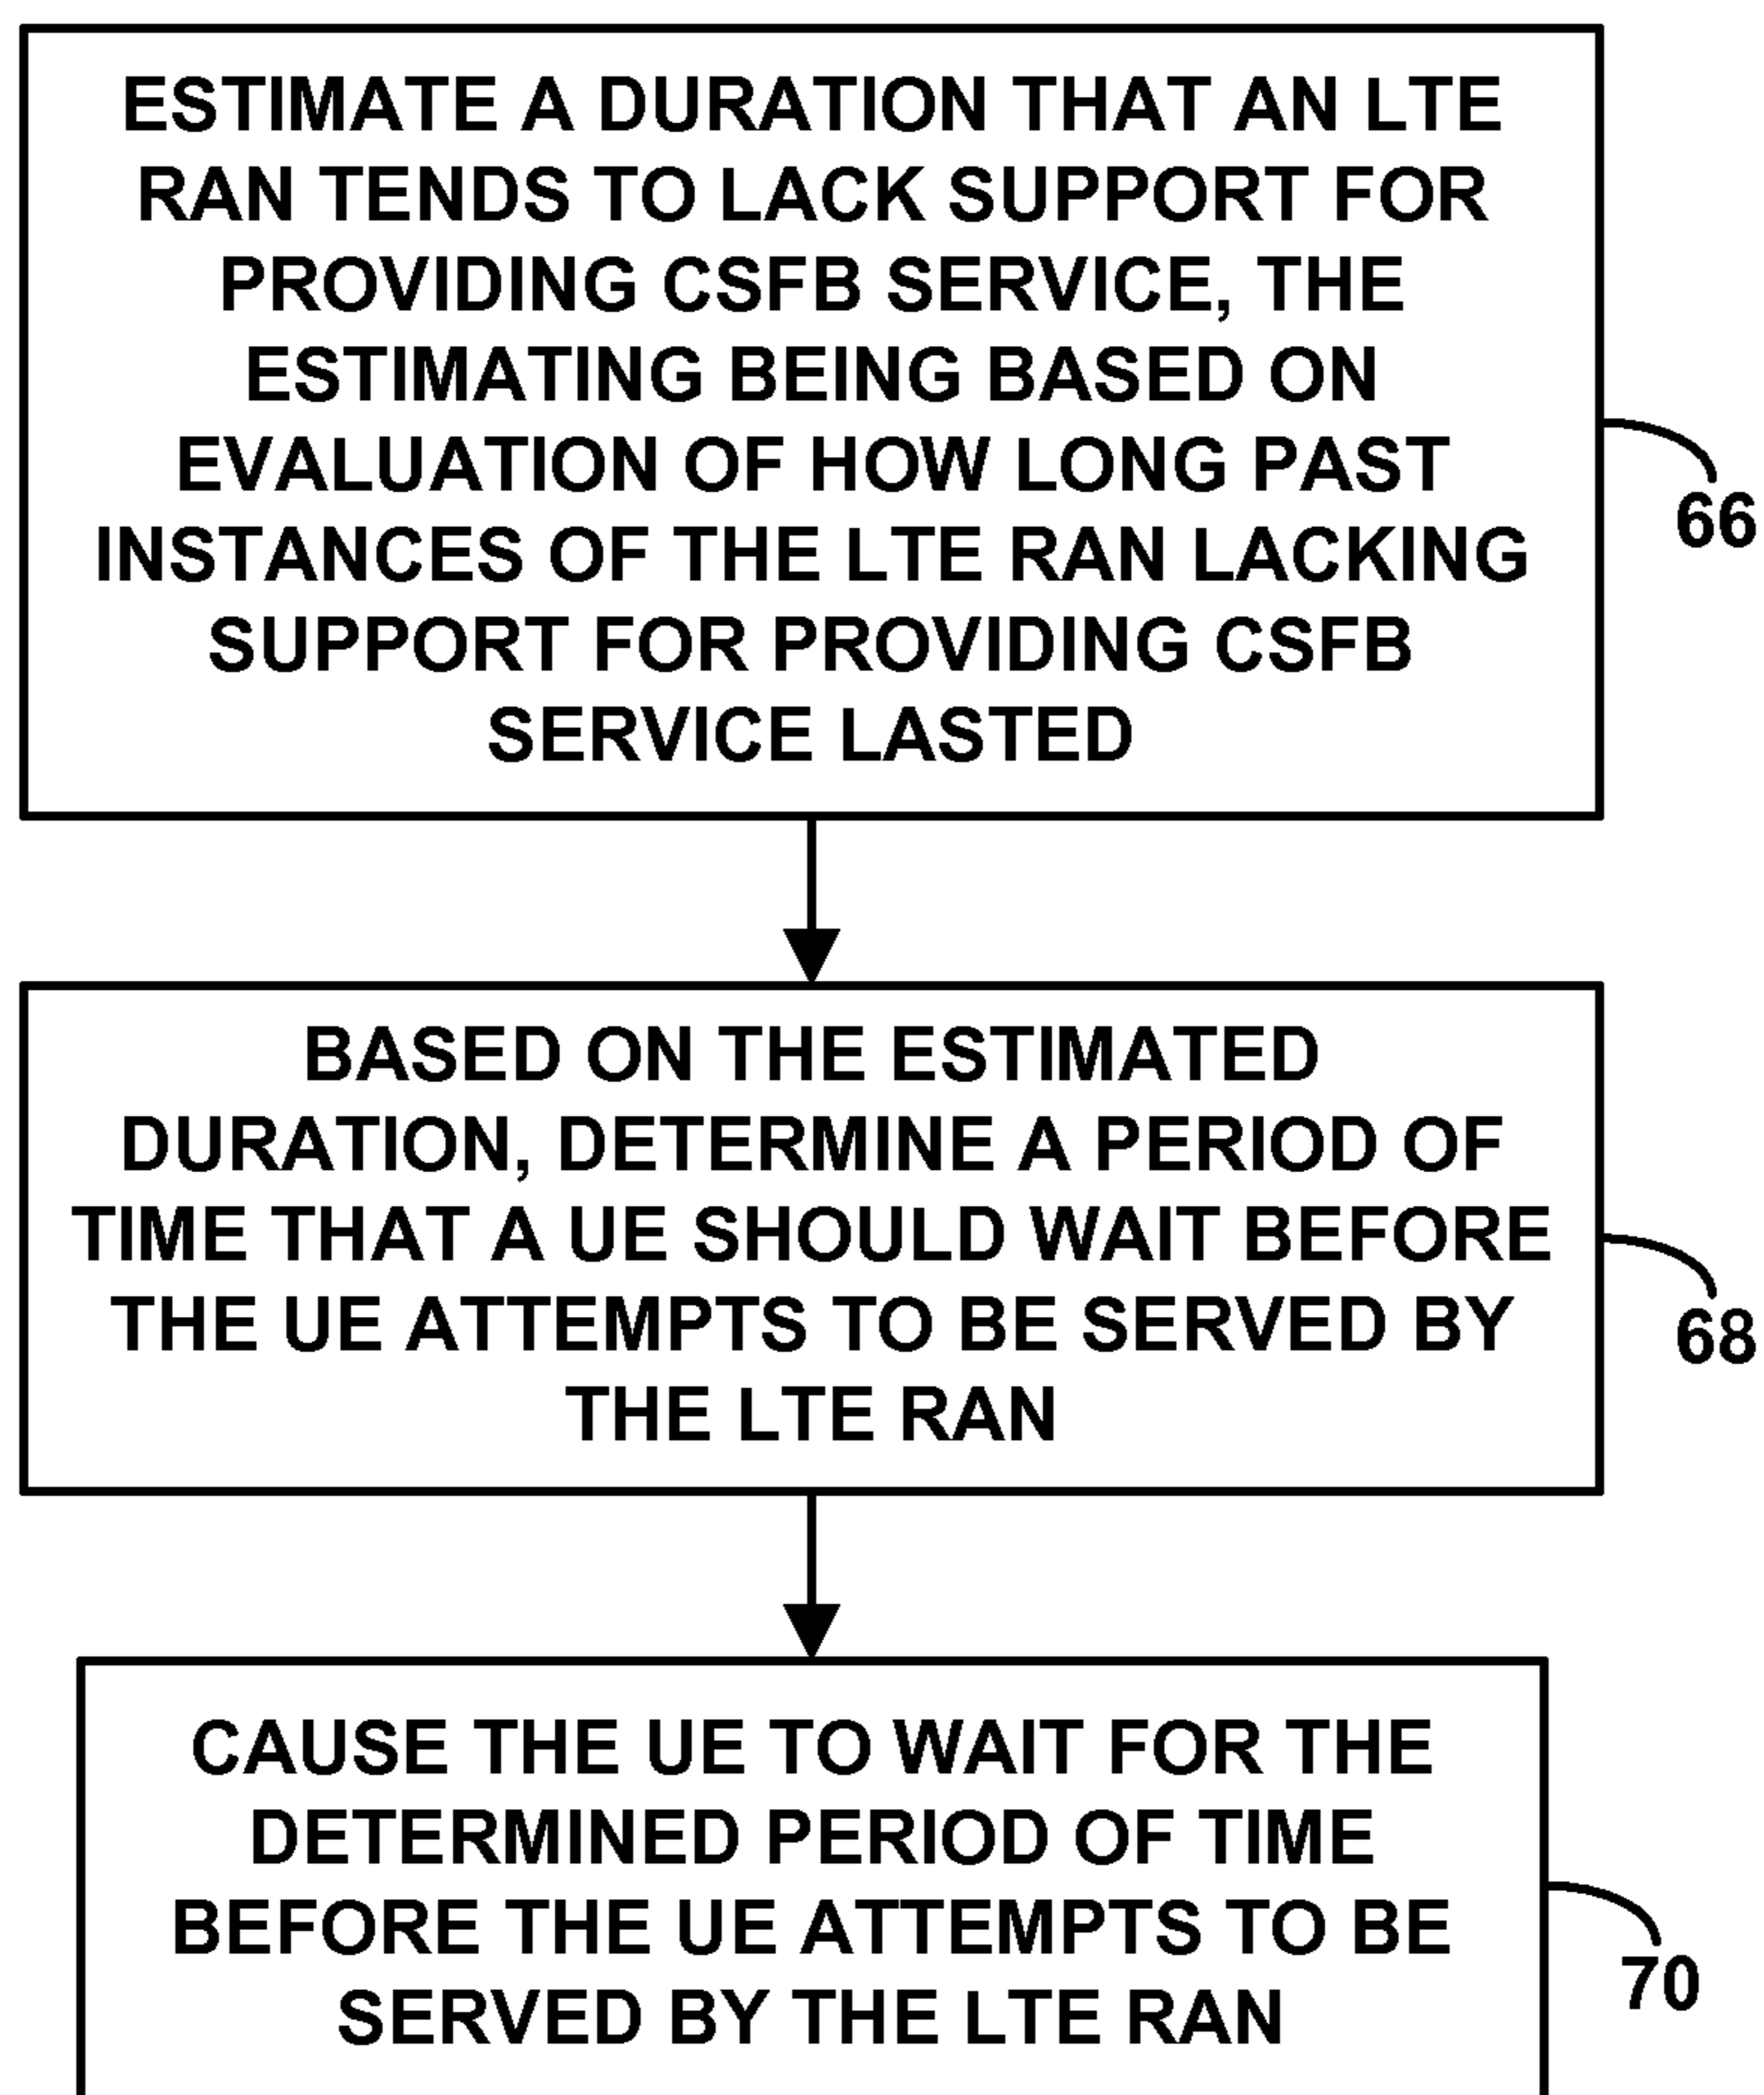 ESTIMATE A DURATION THAT AN LTE
RAN TENDS TO LACK SUPPORT FOR
PROVIDING CSFB SERVICE, THE
ESTIMATING BEING BASED ON
EVALUATION OF HOW LONG PAST
INSTANCES OF THE LTE RAN LACKING
SUPPORT FOR PROVIDING CSFB
SERVICE LASTED
66
BASED ON THE ESTIMATED
DURATION, DETERMINE A PERIOD OF
TIME THAT A UE SHOULD WAIT BEFORE
THE UE ATTEMPTS TO BE SERVED BY
THE LTE RAN
68
CAUSE THE UE TO WAIT FOR THE
DETERMINED PERIOD OF TIME
BEFORE THE UE ATTEMPTS TO BE
SERVED BY THE LTE RAN
70